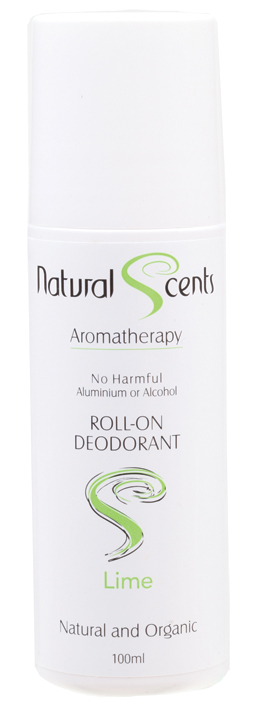 Natural Scents
Aromatherapy
No Harmful
Aluminium or Alcohol
ROLL-ON
DEODORANT
Lime
Natural and Organic
100ml